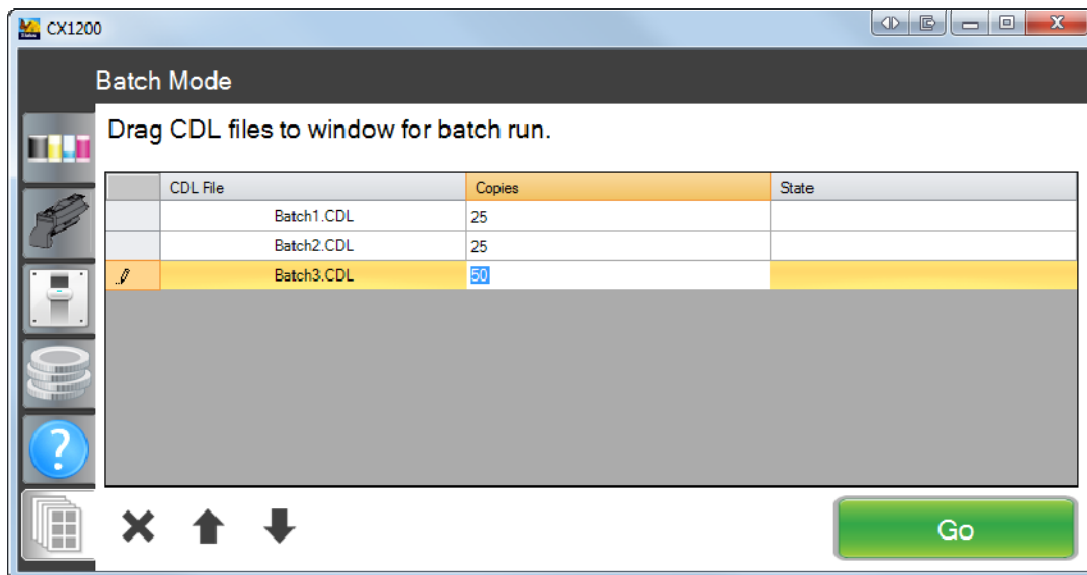 CX1200
Batch Mode
Drag CDL files to window for batch run.
CDL File Copies State
Batch1.CDL 25
Batch2.CDL 25
Batch3.CDL 50
?
Go